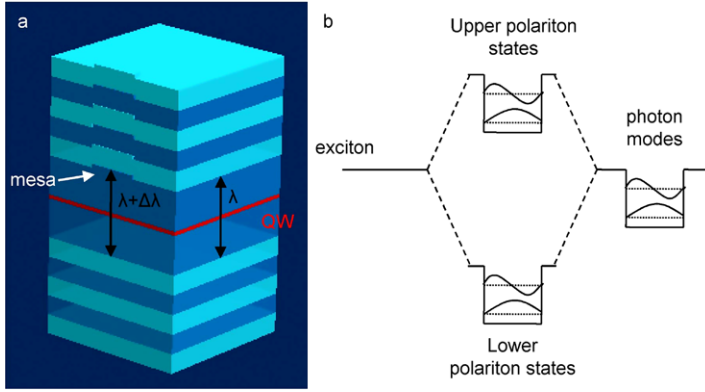 a
mesa
λ+Δλ
λ
QW
b
Upper polariton
states
exciton
photon
modes
Lower
polariton states